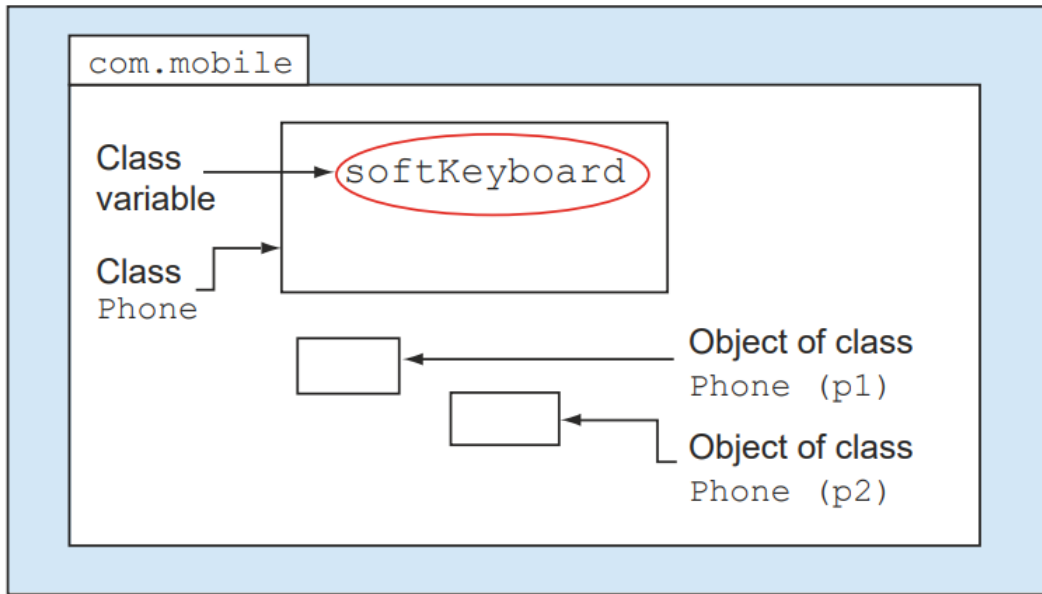 com.mobile
Class
variable
softKeyboard
Class
Phone
Object of class
Phone (p1)
Object of class
Phone (p2)